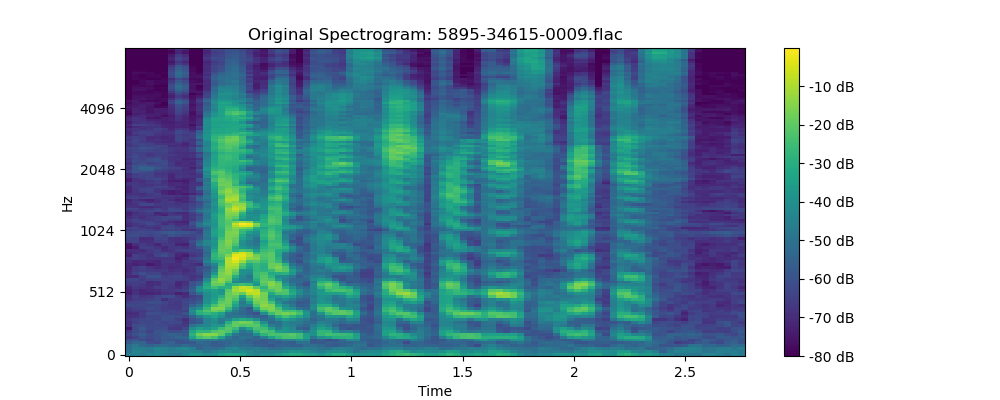 Original Spectrogram: 5895-34615-0009.flac
Hz
4096
2048
1024
512
0
0
0.5
1
1.5
2
2.5
Time
-10 dB
-20 dB
-30 dB
-40 dB
-50 dB
-60 dB
-70 dB
-80 dB